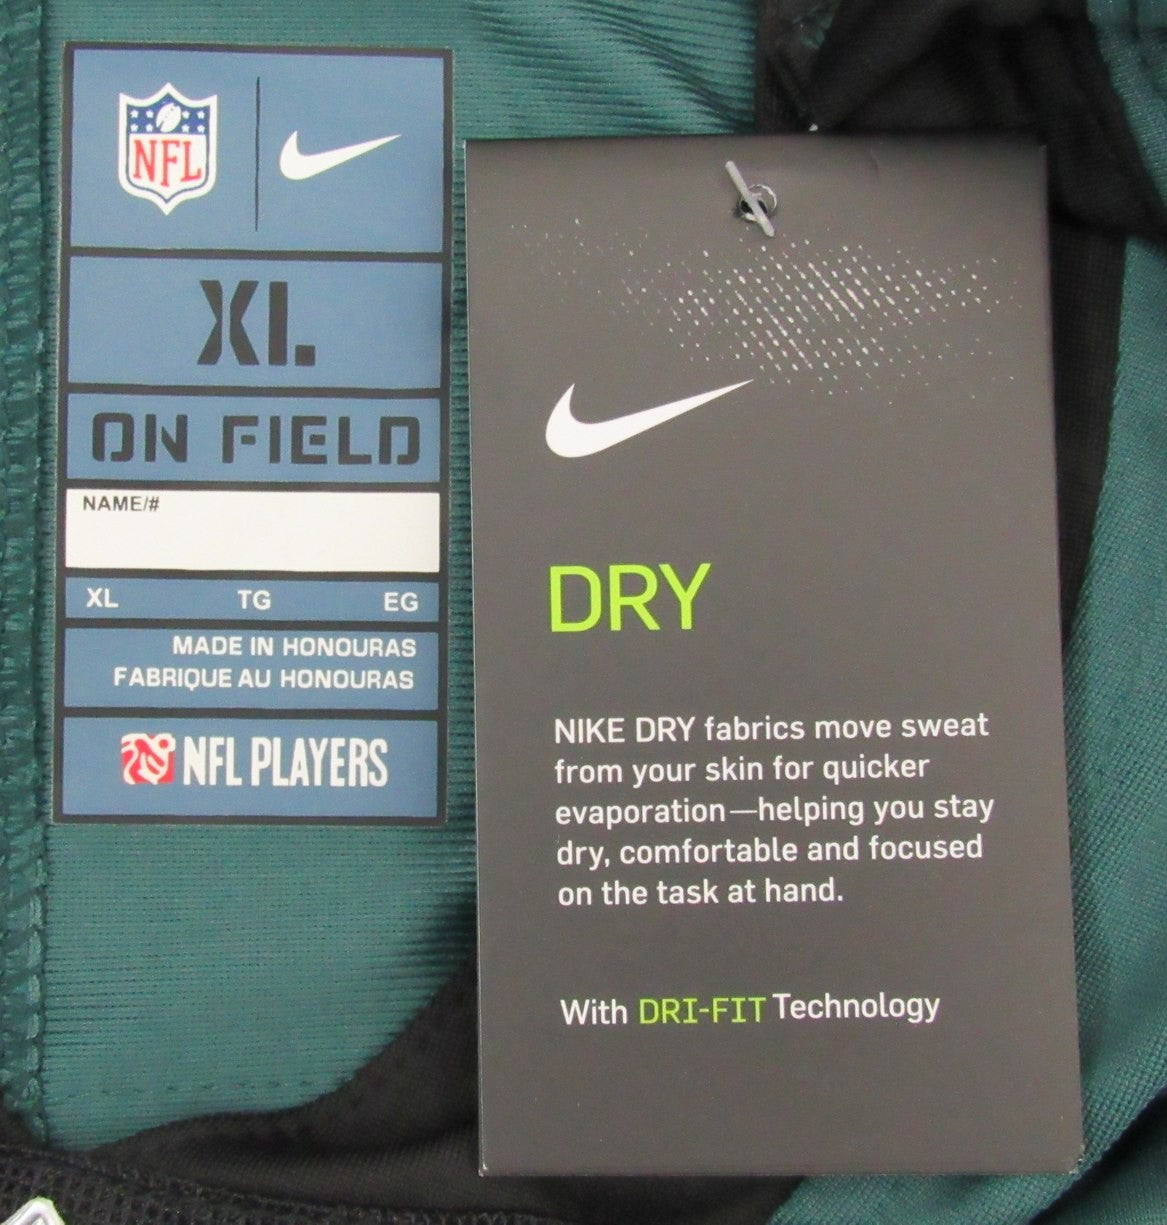 NFL
XL
ON FIELD
NAME/#
XL TG EG
MADE IN HONOURAS
FABRIQUE AU HONOURAS
NFL PLAYERS
DRY
NIKE DRY fabrics move sweat
from your skin for quicker
evaporation—helping you stay
dry, comfortable and focused
on the task at hand.
With DRI-FIT Technology